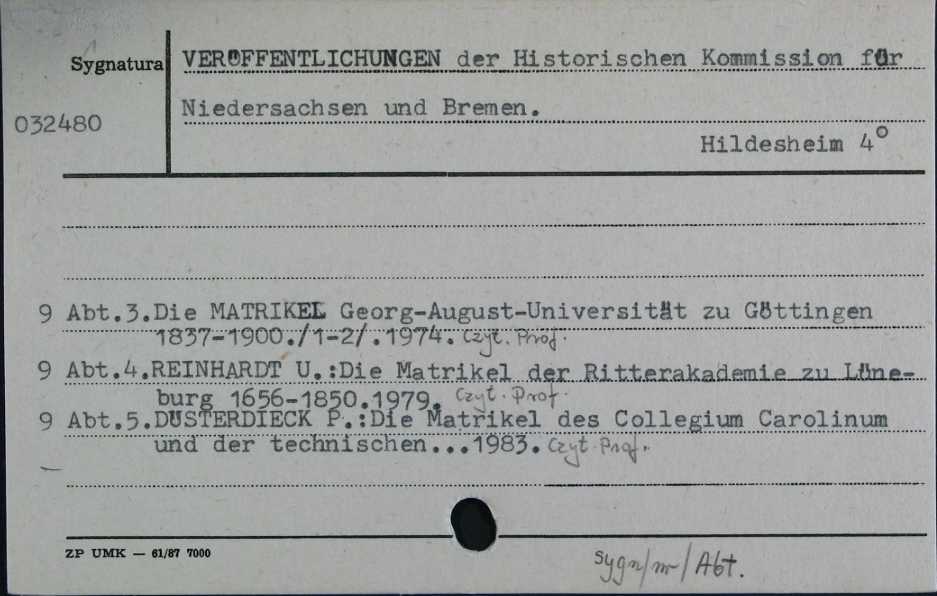 Sygnatura VERÖFFENTLICHUNGEN der Historischen Kommission für
Niedersachsen und Bremen.
032480
Hildesheim 4°
9 Abt.3.Die MATRIKEL Georg-August-Universität zu Göttingen
1837-1900./1-2/.1974. Czyt. Prof.
9 Abt.4.REINHARDT U.:Die Matrikel der Ritterakademie zu Lüne-
burg 1656-1850.1979. Czyt. Prof.
9 Abt.5.DÜSTERDIECK P.:Die Matrikel des Collegium Carolinum
und der technischen...1983. Czyt. Prof.
ZP UMK — 61/87 7000
sygn/nr/Abt.